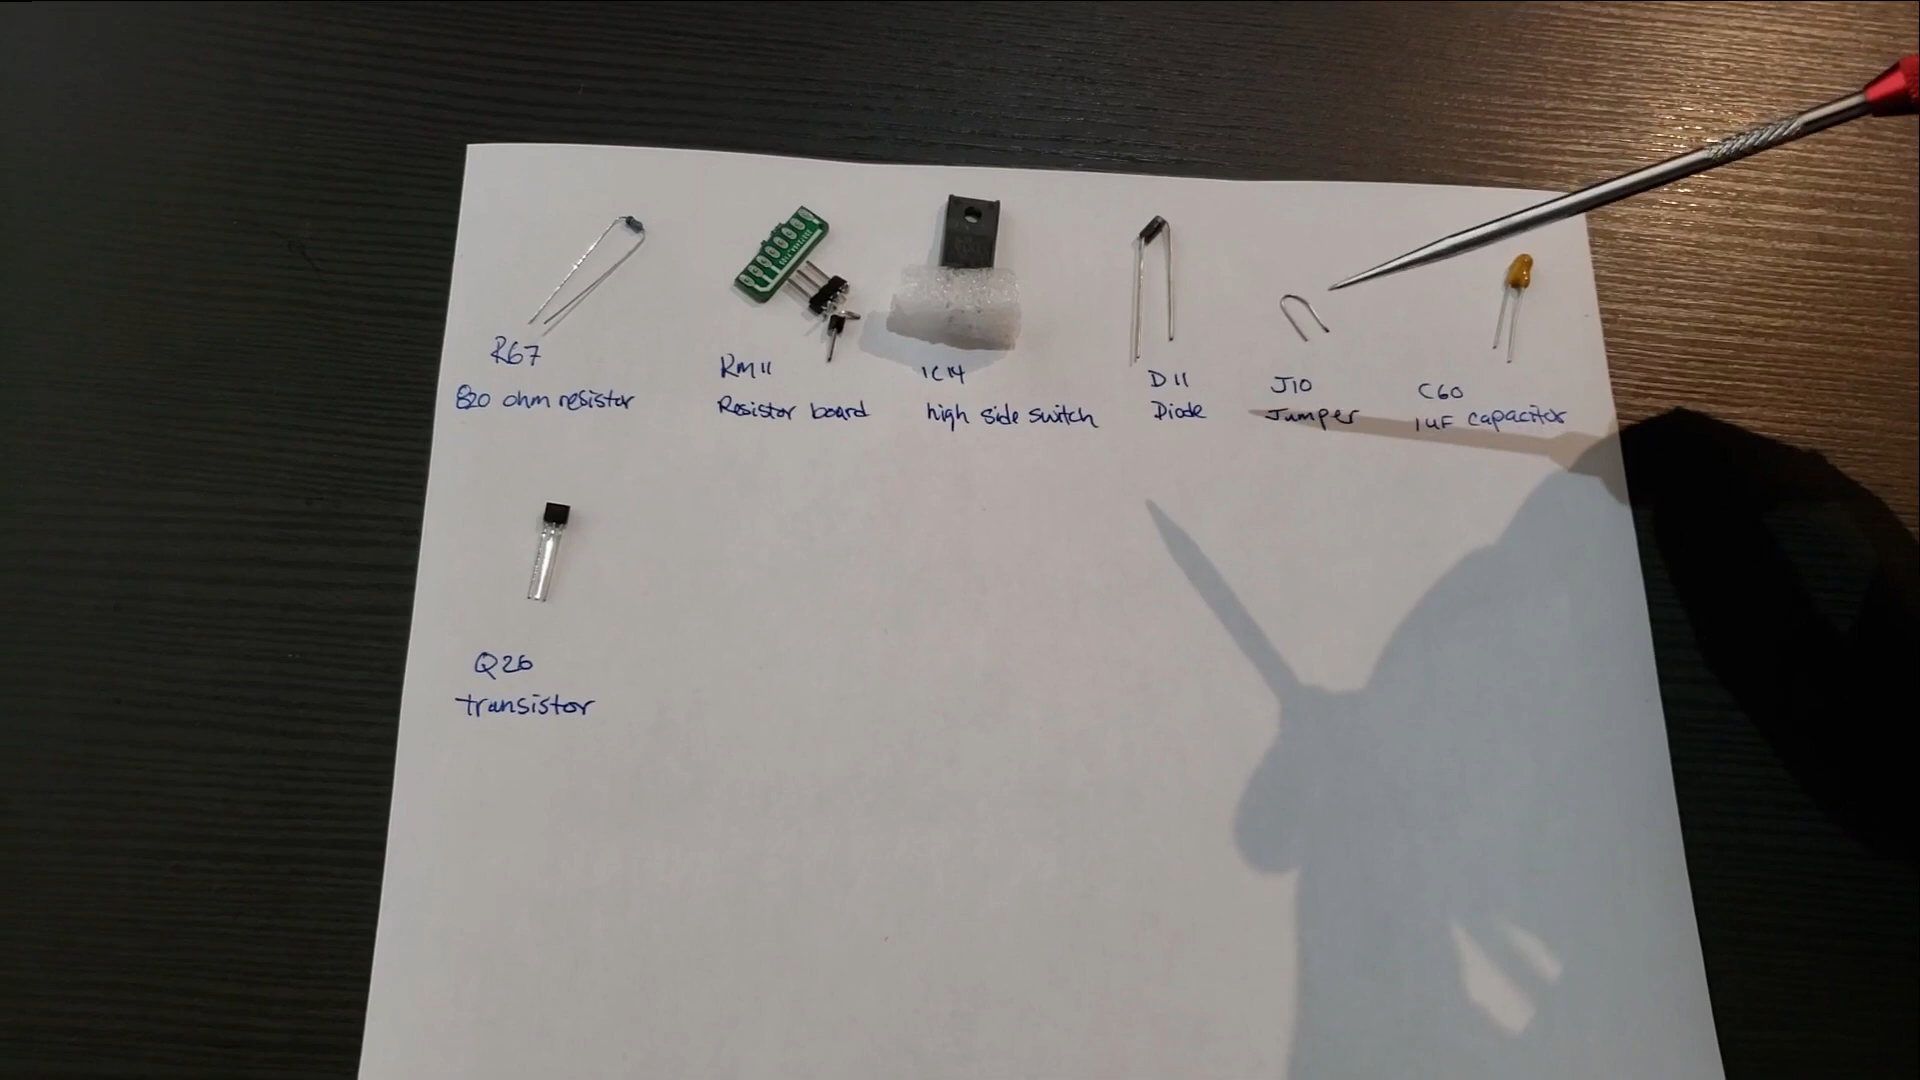 R67
820 ohm resistor
RM11
Resistor board
IC14
high side switch
D11
Diode
J10
Jumper
C60
1uF capacitor
Q26
transistor